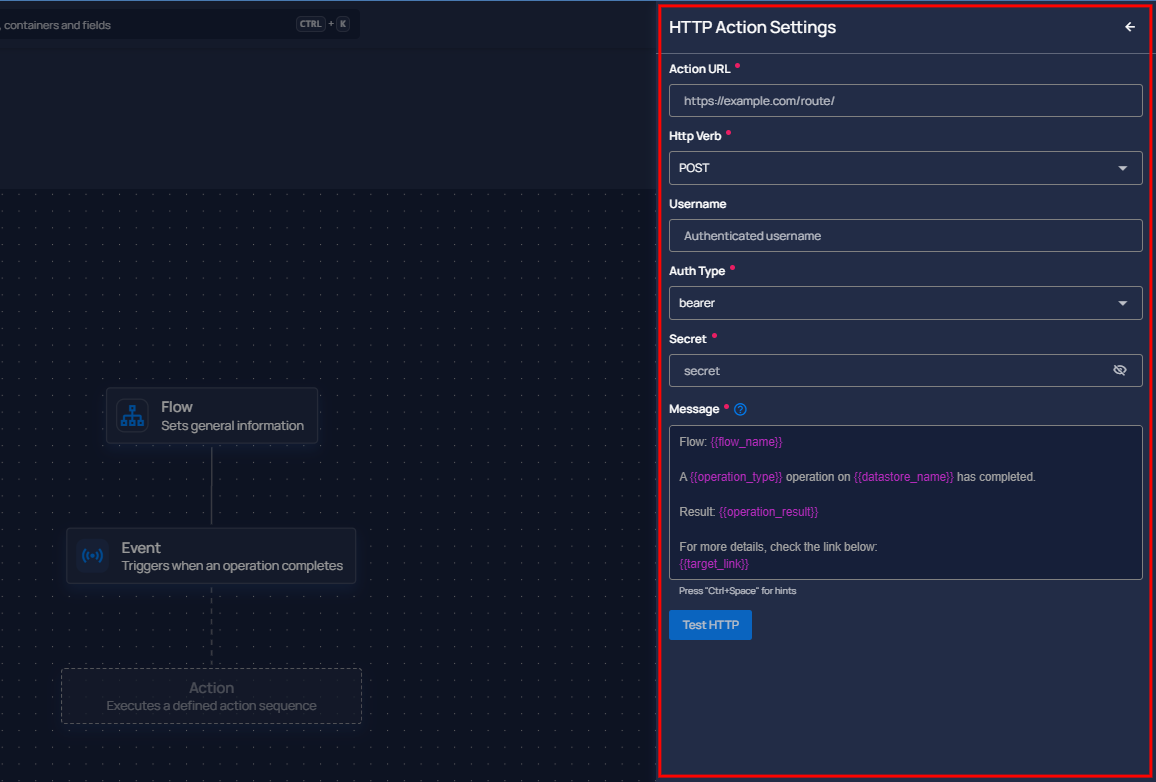 , containers and fields
CTRL + K
HTTP Action Settings
Action URL
https://example.com/route/
Http Verb
POST
Username
Authenticated username
Auth Type
bearer
Secret
secret
Message
Flow: {{flow_name}}
A {{operation_type}} operation on {{datastore_name}} has completed.
Result: {{operation_result}}
For more details, check the link below:
{{target_link}}
Press "Ctrl+Space" for hints
Test HTTP
Flow
Sets general information
Event
Triggers when an operation completes
Action
Executes a defined action sequence